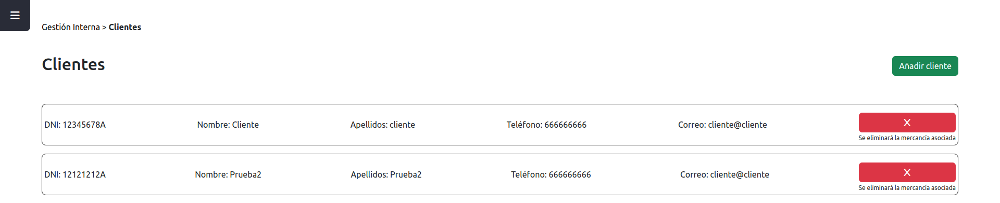 Gestión Interna > Clientes
Clientes
Añadir cliente
DNI: 12345678A Nombre: Cliente Apellidos: cliente Teléfono: 666666666 Correo: cliente@cliente X
Se eliminará la mercancía asociada
DNI: 12121212A Nombre: Prueba2 Apellidos: Prueba2 Teléfono: 666666666 Correo: cliente@cliente X
Se eliminará la mercancía asociada